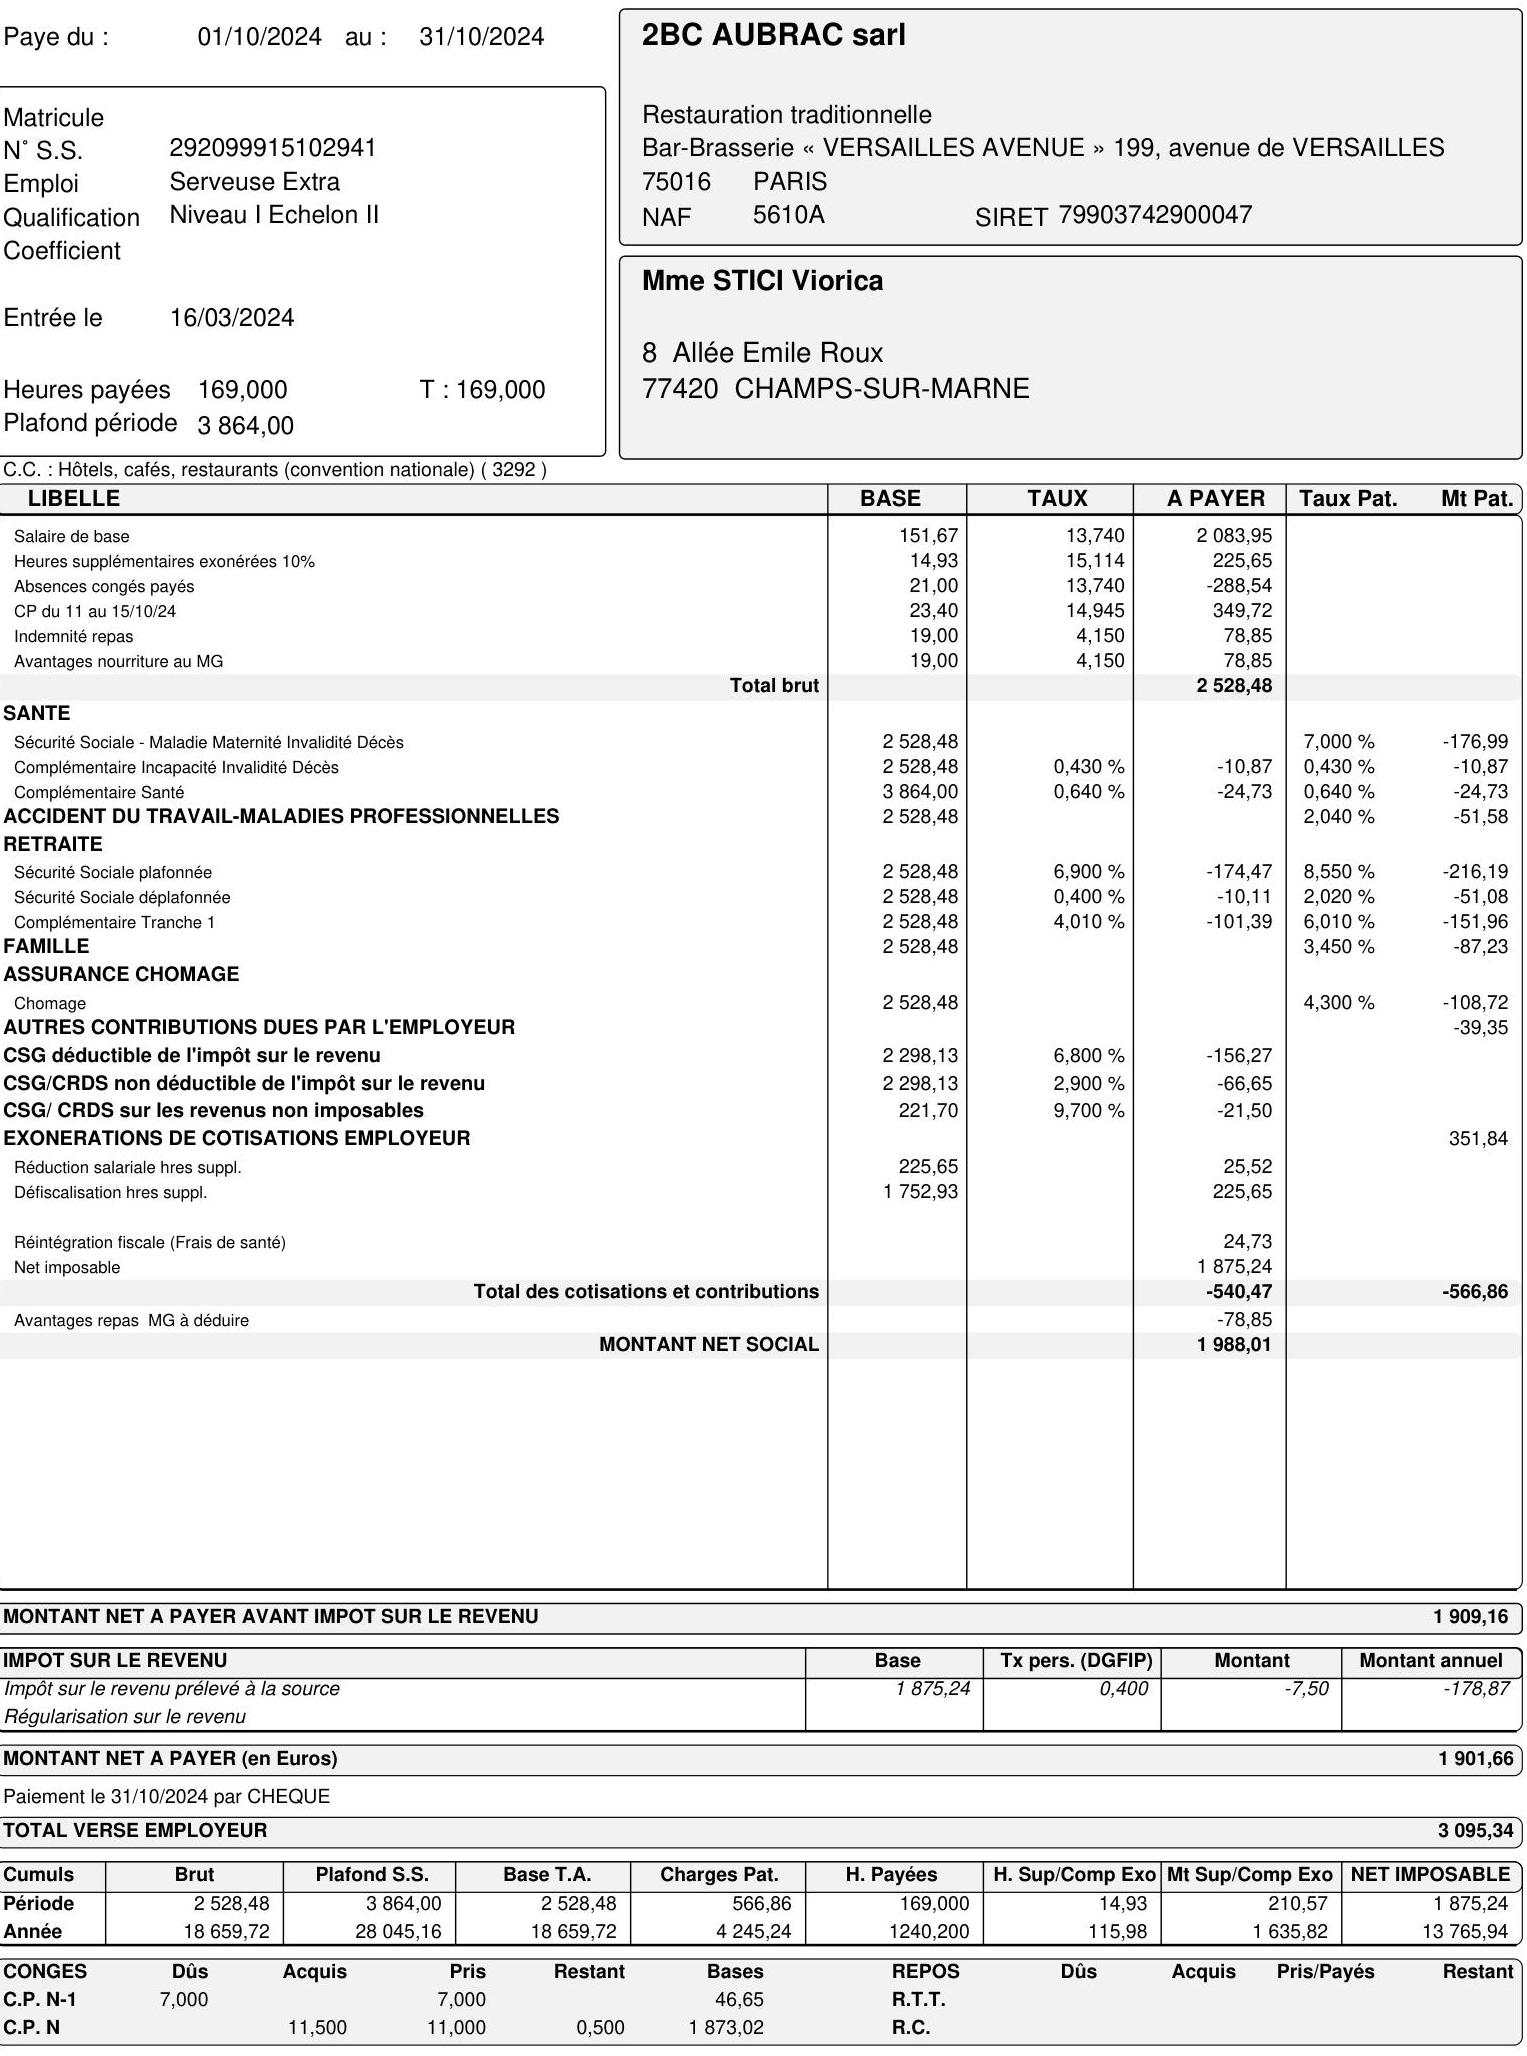 Paye du : 01/10/2024 au : 31/10/2024
2BC AUBRAC sarl
Restauration traditionnelle
Bar-Brasserie « VERSAILLES AVENUE » 199, avenue de VERSAILLES
75016 PARIS
NAF 5610A SIRET 79903742900047
Matricule
N° S.S. 292099915102941
Emploi Serveuse Extra
Qualification Niveau I Echelon II
Coefficient
Entrée le 16/03/2024
Heures payées 169,000 T : 169,000
Plafond période 3 864,00
Mme STICI Viorica
8 Allée Emile Roux
77420 CHAMPS-SUR-MARNE
C.C. : Hôtels, cafés, restaurants (convention nationale) ( 3292 )
LIBELLE BASE TAUX A PAYER Taux Pat. Mt Pat.
Salaire de base 151,67 13,740 2 083,95
Heures supplémentaires exonérées 10% 14,93 15,114 225,65
Absences congés payés 21,00 13,740 -288,54
CP du 11 au 15/10/24 23,40 14,945 349,72
Indemnité repas 19,00 4,150 78,85
Avantages nourriture au MG 19,00 4,150 78,85
Total brut 2 528,48
SANTE
Sécurité Sociale - Maladie Maternité Invalidité Décès 2 528,48 7,000 % -176,99
Complémentaire Incapacité Invalidité Décès 2 528,48 0,430 % -10,87 0,430 % -10,87
Complémentaire Santé 3 864,00 0,640 % -24,73 0,640 % -24,73
ACCIDENT DU TRAVAIL-MALADIES PROFESSIONNELLES 2 528,48 2,040 % -51,58
RETRAITE
Sécurité Sociale plafonnée 2 528,48 6,900 % -174,47 8,550 % -216,19
Sécurité Sociale déplafonnée 2 528,48 0,400 % -10,11 2,020 % -51,08
Complémentaire Tranche 1 2 528,48 4,010 % -101,39 6,010 % -151,96
FAMILLE 2 528,48 3,450 % -87,23
ASSURANCE CHOMAGE
Chomage 2 528,48 4,300 % -108,72
AUTRES CONTRIBUTIONS DUES PAR L'EMPLOYEUR -39,35
CSG déductible de l'impôt sur le revenu 2 298,13 6,800 % -156,27
CSG/CRDS non déductible de l'impôt sur le revenu 2 298,13 2,900 % -66,65
CSG/ CRDS sur les revenus non imposables 221,70 9,700 % -21,50
EXONERATIONS DE COTISATIONS EMPLOYEUR 351,84
Réduction salariale hres suppl. 225,65 25,52
Défiscalisation hres suppl. 1 752,93 225,65
Réintégration fiscale (Frais de santé) 24,73
Net imposable 1 875,24
Total des cotisations et contributions -540,47 -566,86
Avantages repas MG à déduire -78,85
MONTANT NET SOCIAL 1 988,01
MONTANT NET A PAYER AVANT IMPOT SUR LE REVENU 1 909,16
IMPOT SUR LE REVENU Base Tx pers. (DGFIP) Montant Montant annuel
Impôt sur le revenu prélevé à la source 1 875,24 0,400 -7,50 -178,87
Régularisation sur le revenu
MONTANT NET A PAYER (en Euros) 1 901,66
Paiement le 31/10/2024 par CHEQUE
TOTAL VERSE EMPLOYEUR 3 095,34
Cumuls Brut Plafond S.S. Base T.A. Charges Pat. H. Payées H. Sup/Comp Exo Mt Sup/Comp Exo NET IMPOSABLE
Période 2 528,48 3 864,00 2 528,48 566,86 169,000 14,93 210,57 1 875,24
Année 18 659,72 28 045,16 18 659,72 4 245,24 1240,200 115,98 1 635,82 13 765,94
CONGES Dûs Acquis Pris Restant Bases REPOS Dûs Acquis Pris/Payés Restant
C.P. N-1 7,000 7,000 46,65 R.T.T.
C.P. N 11,500 11,000 0,500 1 873,02 R.C.